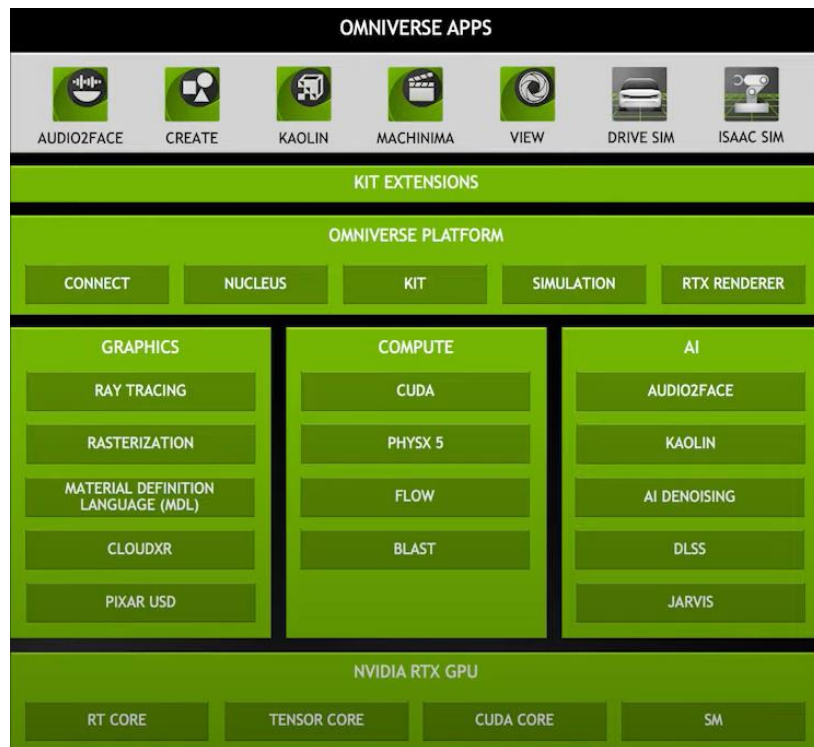 OMNIVERSE APPS
AUDIO2FACE
CREATE
KAOLIN
MACHINIMA
VIEW
DRIVE SIM
ISAAC SIM
KIT EXTENSIONS
OMNIVERSE PLATFORM
CONNECT
NUCLEUS
KIT
SIMULATION
RTX RENDERER
GRAPHICS
RAY TRACING
RASTERIZATION
MATERIAL DEFINITION
LANGUAGE (MDL)
CLOUDXR
PIXAR USD
COMPUTE
CUDA
PHYSX 5
FLOW
BLAST
AI
AUDIO2FACE
KAOLIN
AI DENOISING
DLSS
JARVIS
NVIDIA RTX GPU
RT CORE
TENSOR CORE
CUDA CORE
SM